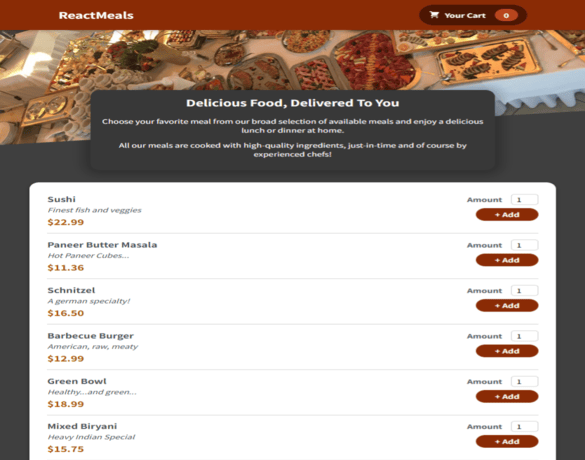 ReactMeals
Your Cart 0
Delicious Food, Delivered To You
Choose your favorite meal from our broad selection of available meals and enjoy a delicious
lunch or dinner at home.
All our meals are cooked with high-quality ingredients, just-in-time and of course by
experienced chefs!
Sushi
Finest fish and veggies
$22.99
Amount 1
+ Add
Paneer Butter Masala
Hot Paneer Cubes...
$11.36
Amount 1
+ Add
Schnitzel
A german specialty!
$16.50
Amount 1
+ Add
Barbecue Burger
American, raw, meaty
$12.99
Amount 1
+ Add
Green Bowl
Healthy...and green...
$18.99
Amount 1
+ Add
Mixed Biryani
Heavy Indian Special
$15.75
Amount 1
+ Add